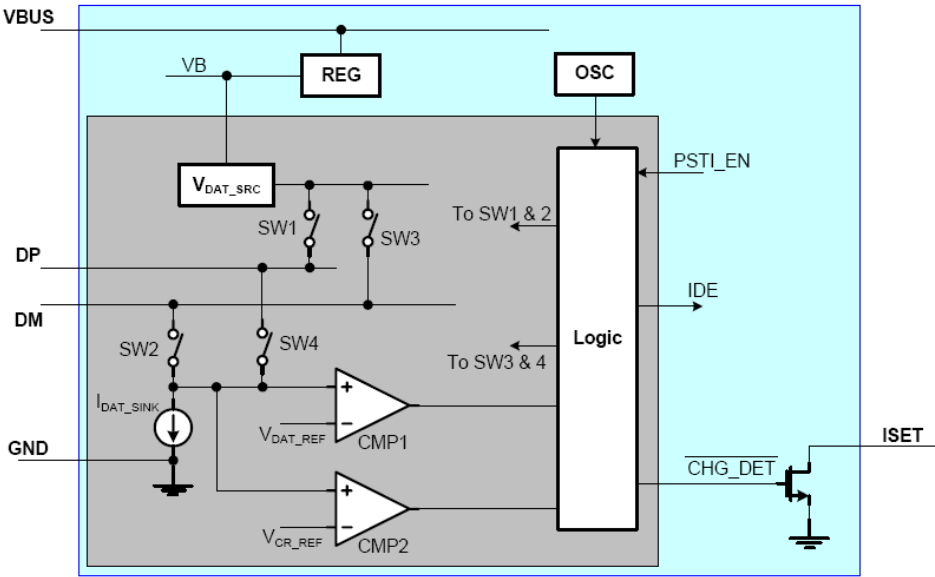 VBUS
VB
REG
OSC
PSTI_EN
VDAT_SRC
To SW1 & 2
SW1
SW3
DP
IDE
DM
Logic
SW2
SW4
To SW3 & 4
IDAT_SINK
+
−
VDAT_REF
CMP1
GND
ISET
CHG_DET
+
−
VCR_REF
CMP2